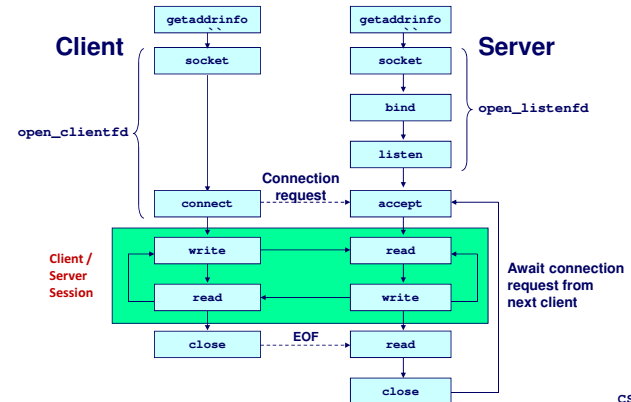 getaddrinfo
getaddrinfo
Client
Server
socket
socket
open_clientfd
bind
open_listenfd
listen
Connection
request
connect
accept
Client /
Server
Session
write
read
Await connection
request from
next client
read
write
close
EOF
read
close
CS